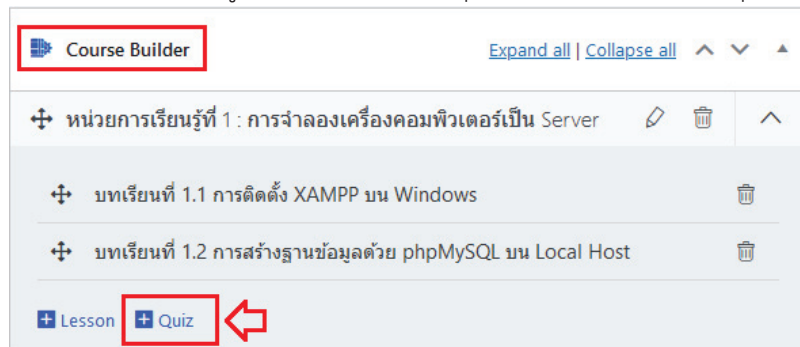 Course Builder
Expand all | Collapse all
หน่วยการเรียนรู้ที่ 1 : การจำลองเครื่องคอมพิวเตอร์เป็น Server
บทเรียนที่ 1.1 การติดตั้ง XAMPP บน Windows
บทเรียนที่ 1.2 การสร้างฐานข้อมูลด้วย phpMySQL บน Local Host
Lesson
Quiz